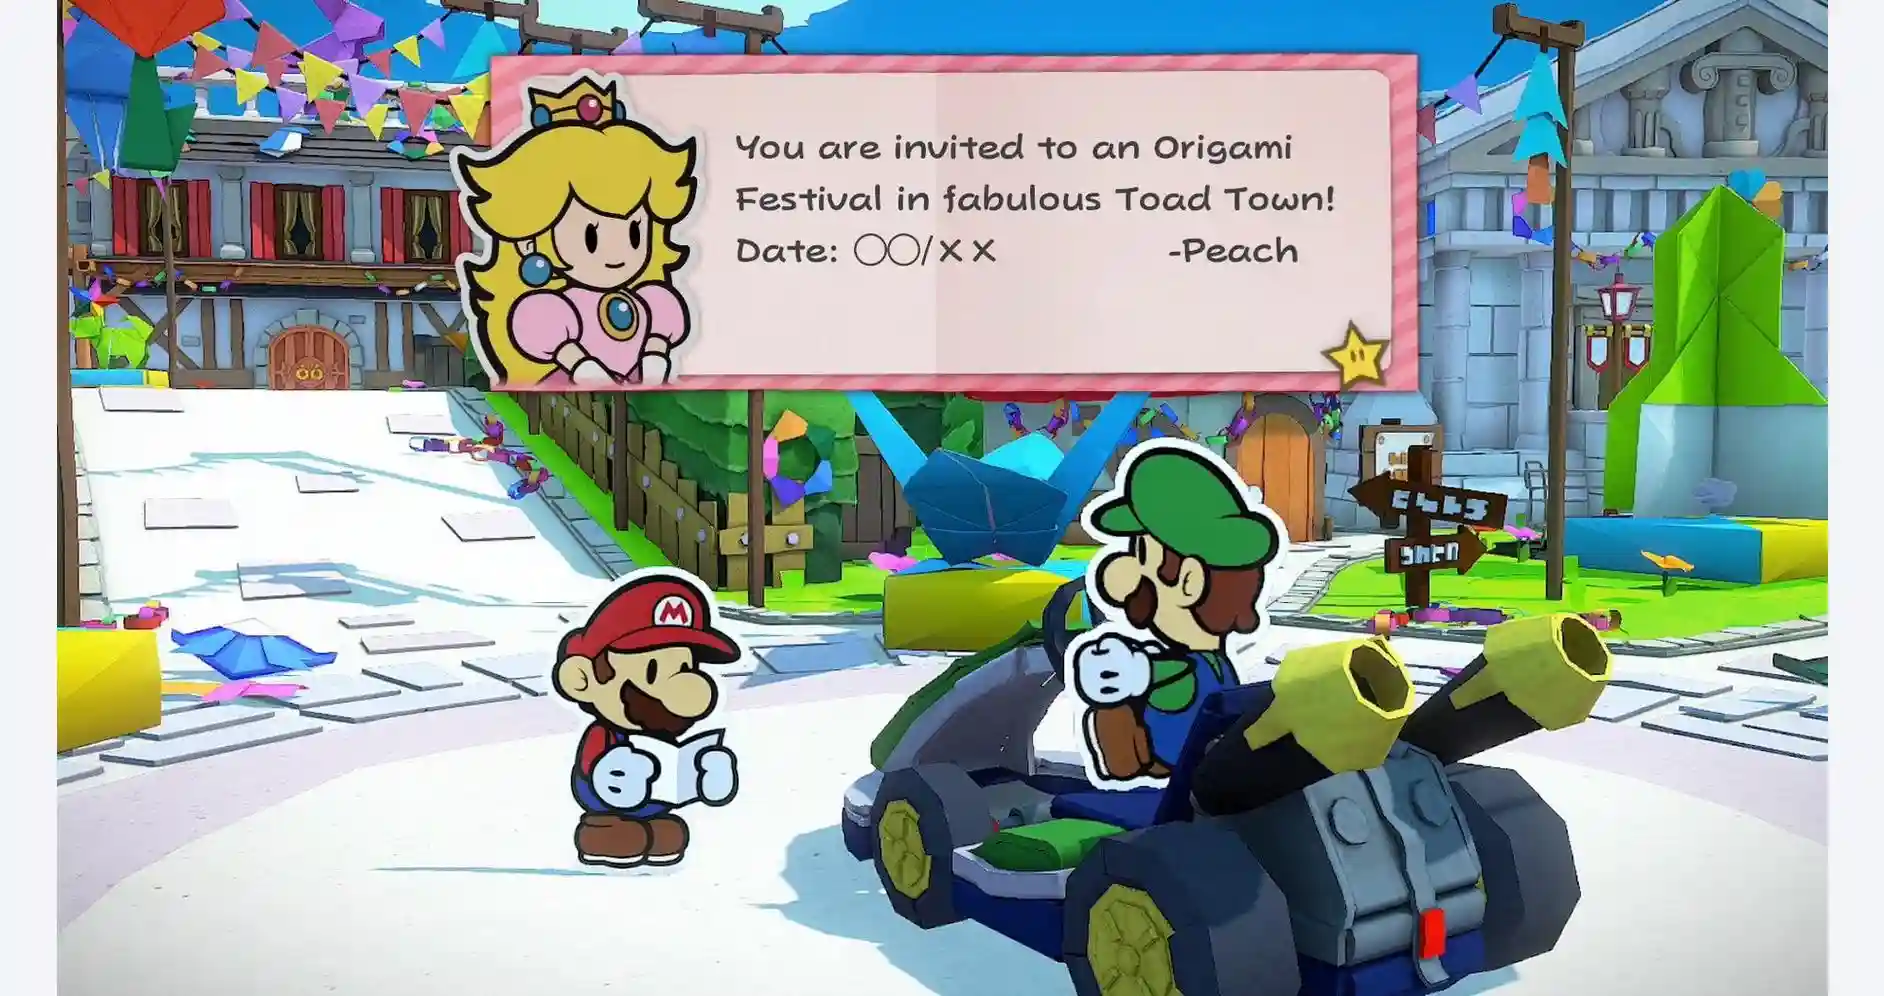 You are invited to an Origami
Festival in fabulous Toad Town!
Date: ○○/×× -Peach
M